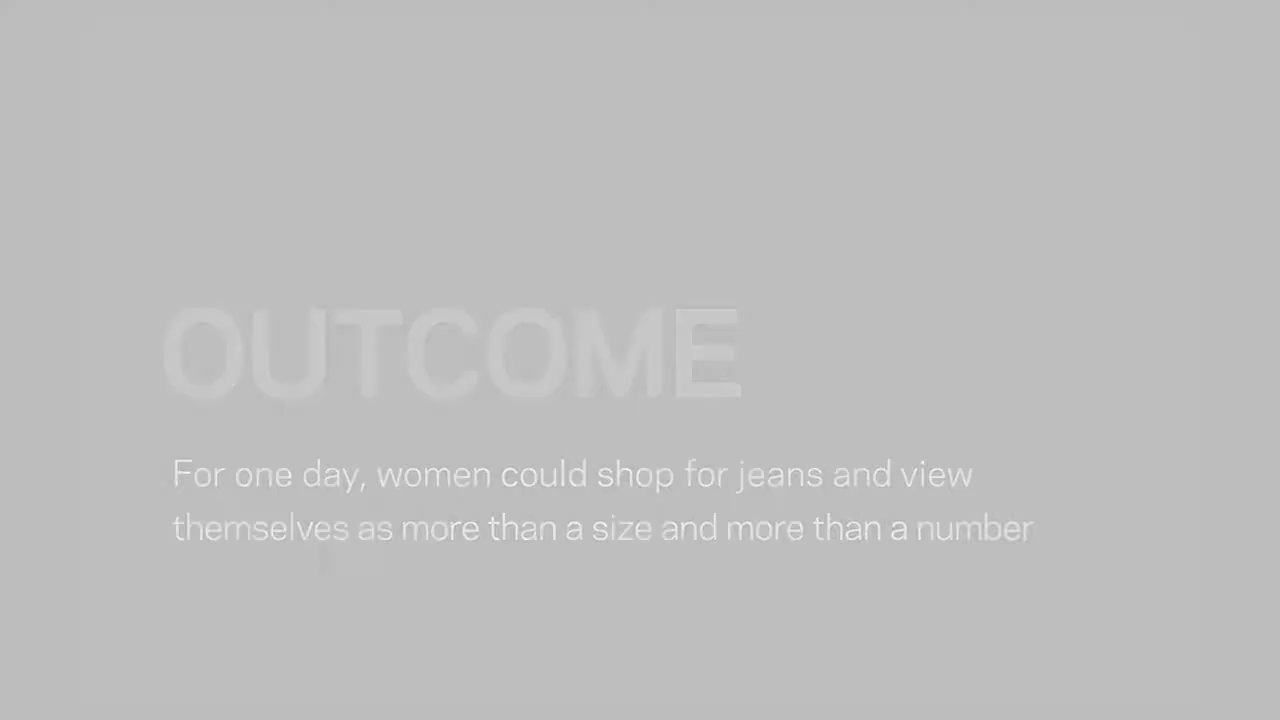 OUTCOME
For one day, women could shop for jeans and view
themselves as more than a size and more than a number